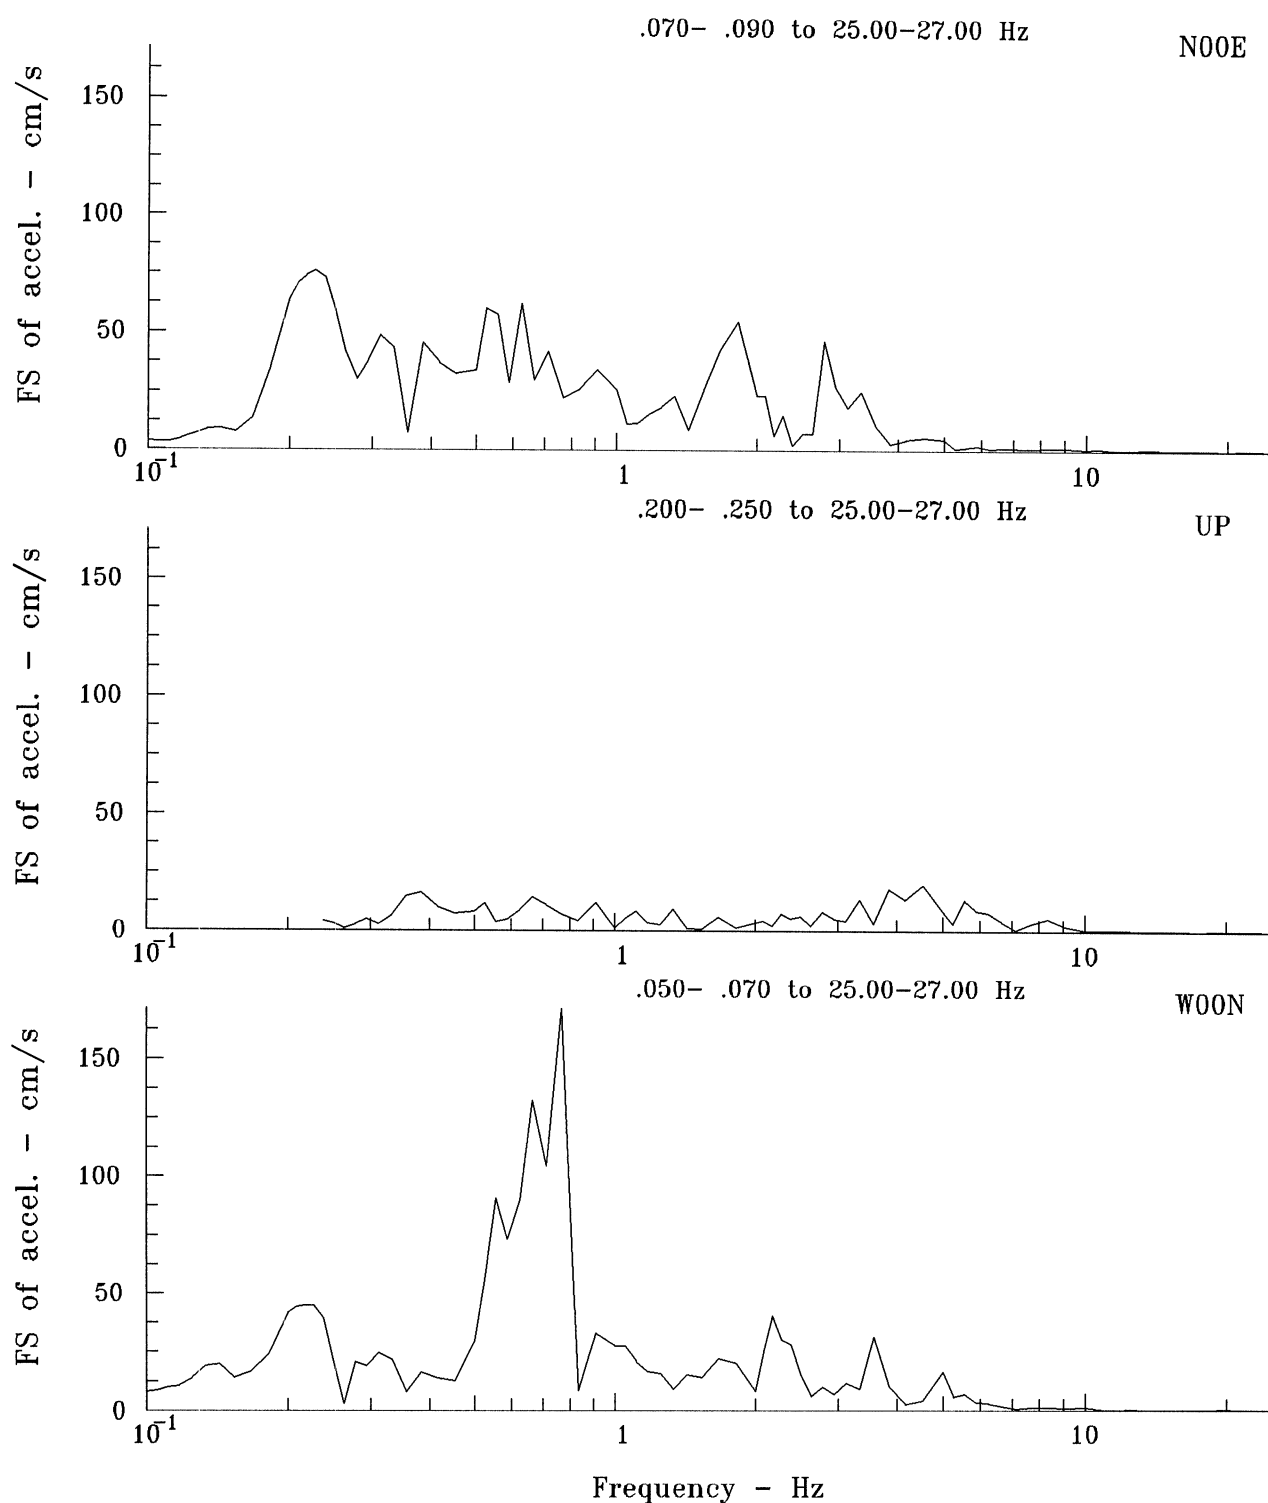 .070- .090 to 25.00-27.00 Hz
N00E
FS of accel. - cm/s
150
100
50
0
10-1
1
10
.200- .250 to 25.00-27.00 Hz
UP
FS of accel. - cm/s
150
100
50
0
10-1
1
10
.050- .070 to 25.00-27.00 Hz
W00N
FS of accel. - cm/s
150
100
50
0
10-1
1
10
Frequency - Hz